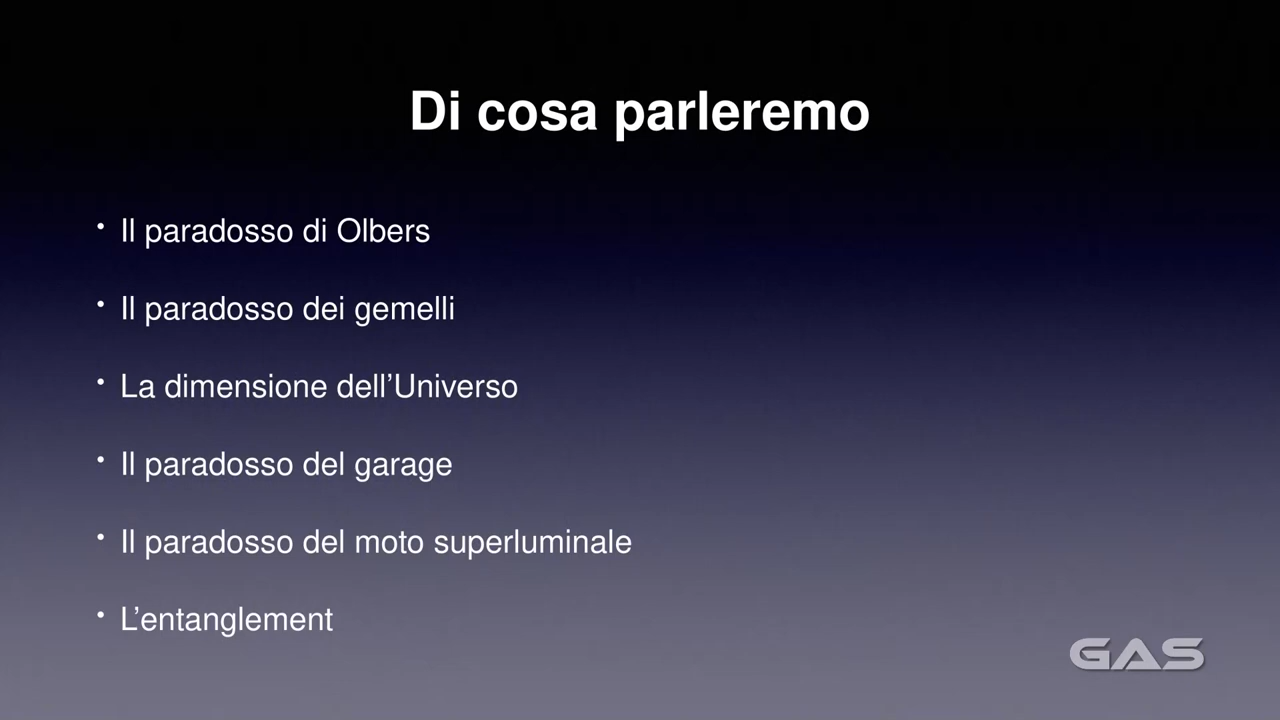 Di cosa parleremo
• Il paradosso di Olbers
• Il paradosso dei gemelli
• La dimensione dell’Universo
• Il paradosso del garage
• Il paradosso del moto superluminale
• L’entanglement
GAS